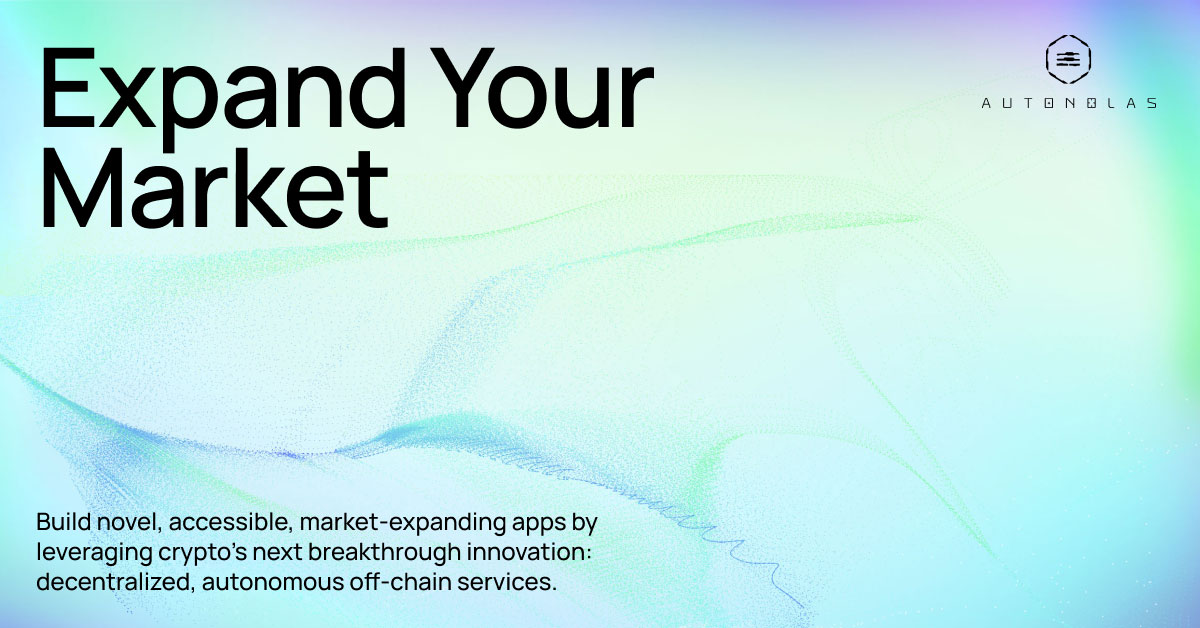 Expand Your
Market
AUTONOLAS
Build novel, accessible, market-expanding apps by
leveraging crypto’s next breakthrough innovation:
decentralized, autonomous off-chain services.